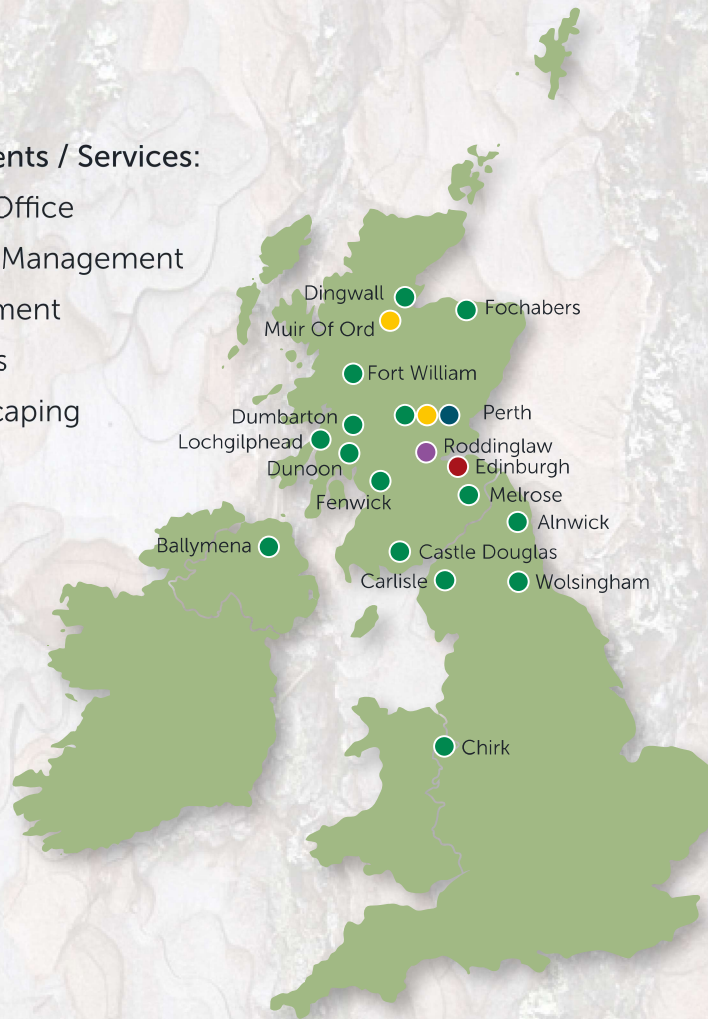 ents / Services:
Office
Management
ment
s
caping
Dingwall
Fochabers
Muir Of Ord
Fort William
Dumbarton
Perth
Lochgilphead
Roddinglaw
Dunoon
Edinburgh
Fenwick
Melrose
Alnwick
Ballymena
Castle Douglas
Carlisle
Wolsingham
Chirk